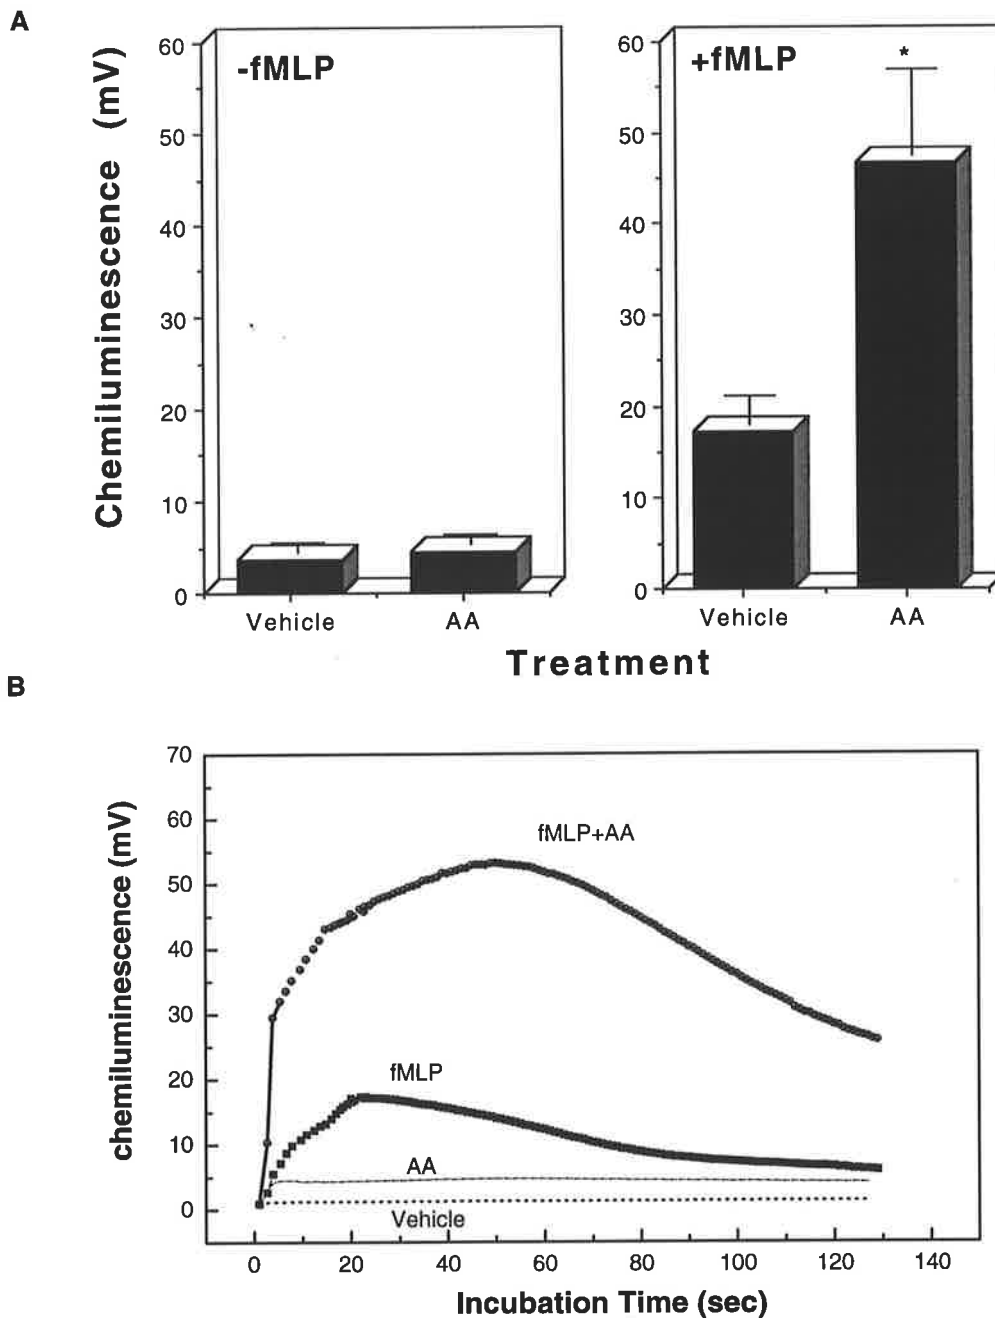 A
Chemiluminescence (mV)
-fMLP
60
50
40
30
20
10
0
Vehicle AA
+fMLP
*
60
50
40
30
20
10
0
Vehicle AA
Treatment
B
chemiluminescence (mV)
70
60
50
40
30
20
10
0
fMLP+AA
fMLP
AA
Vehicle
0 20 40 60 80 100 120 140
Incubation Time (sec)